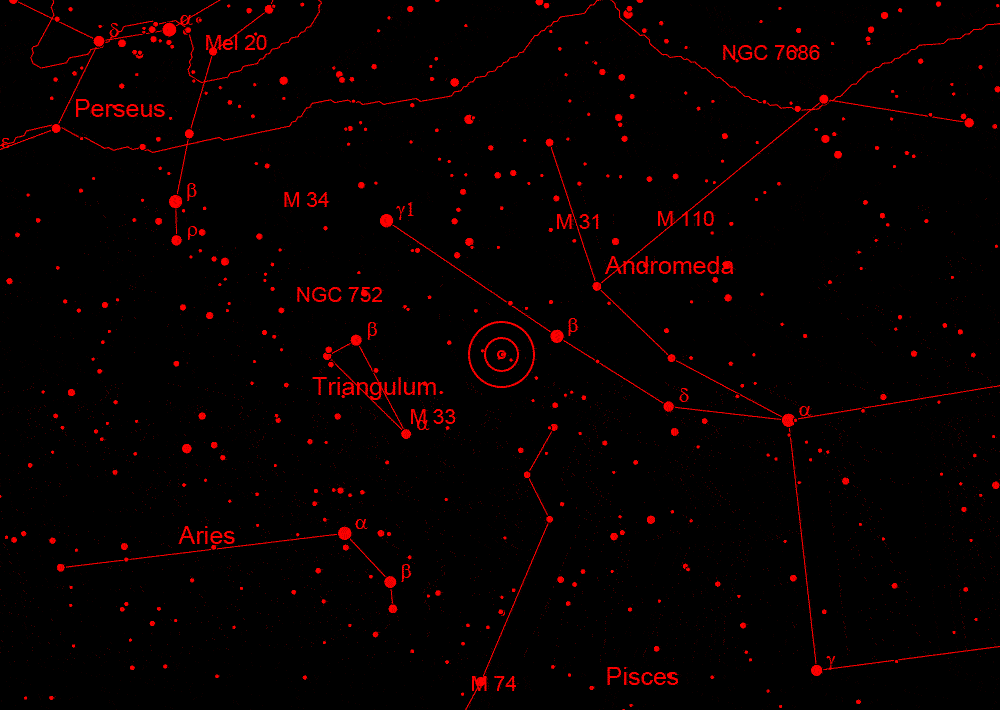 α
δ
Mel 20
NGC 7686
Perseus
ε
β
M 34
γ1
M 31
M 110
ρ
Andromeda
NGC 752
β
β
Triangulum
δ
M 33
α
α
α
Aries
β
γ
M 74
Pisces